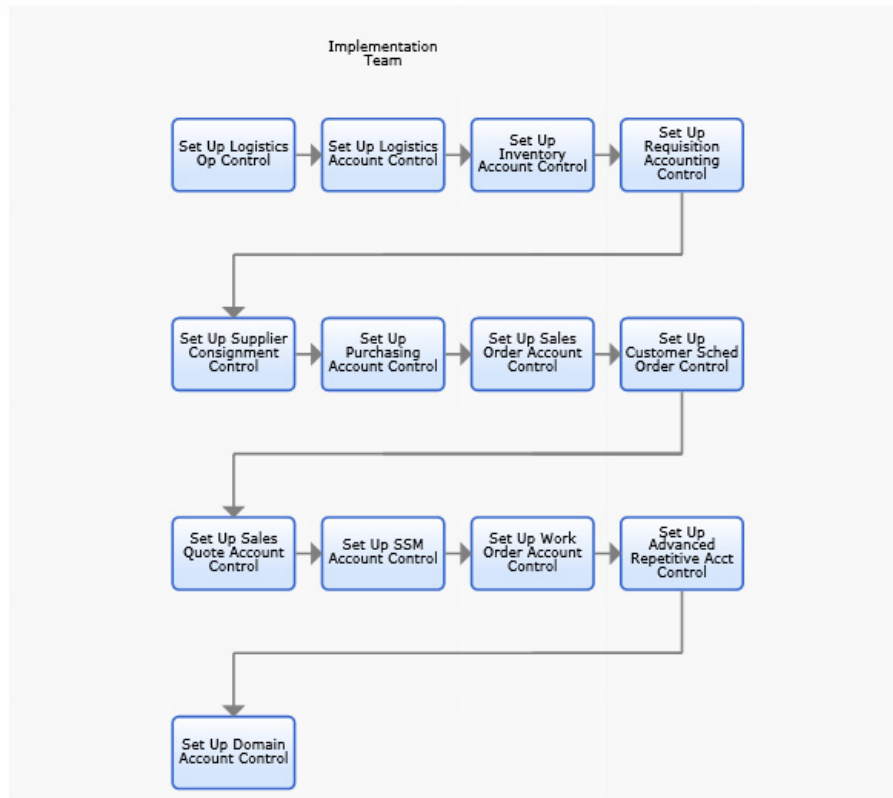 Implementation
Team
Set Up Logistics
Op Control
Set Up Logistics
Account Control
Set Up
Inventory
Account Control
Set Up
Requisition
Accounting
Control
Set Up Supplier
Consignment
Control
Set Up
Purchasing
Account Control
Set Up Sales
Order Account
Control
Set Up
Customer Sched
Order Control
Set Up Sales
Quote Account
Control
Set Up SSM
Account Control
Set Up Work
Order Account
Control
Set Up
Advanced
Repetitive Acct
Control
Set Up Domain
Account Control